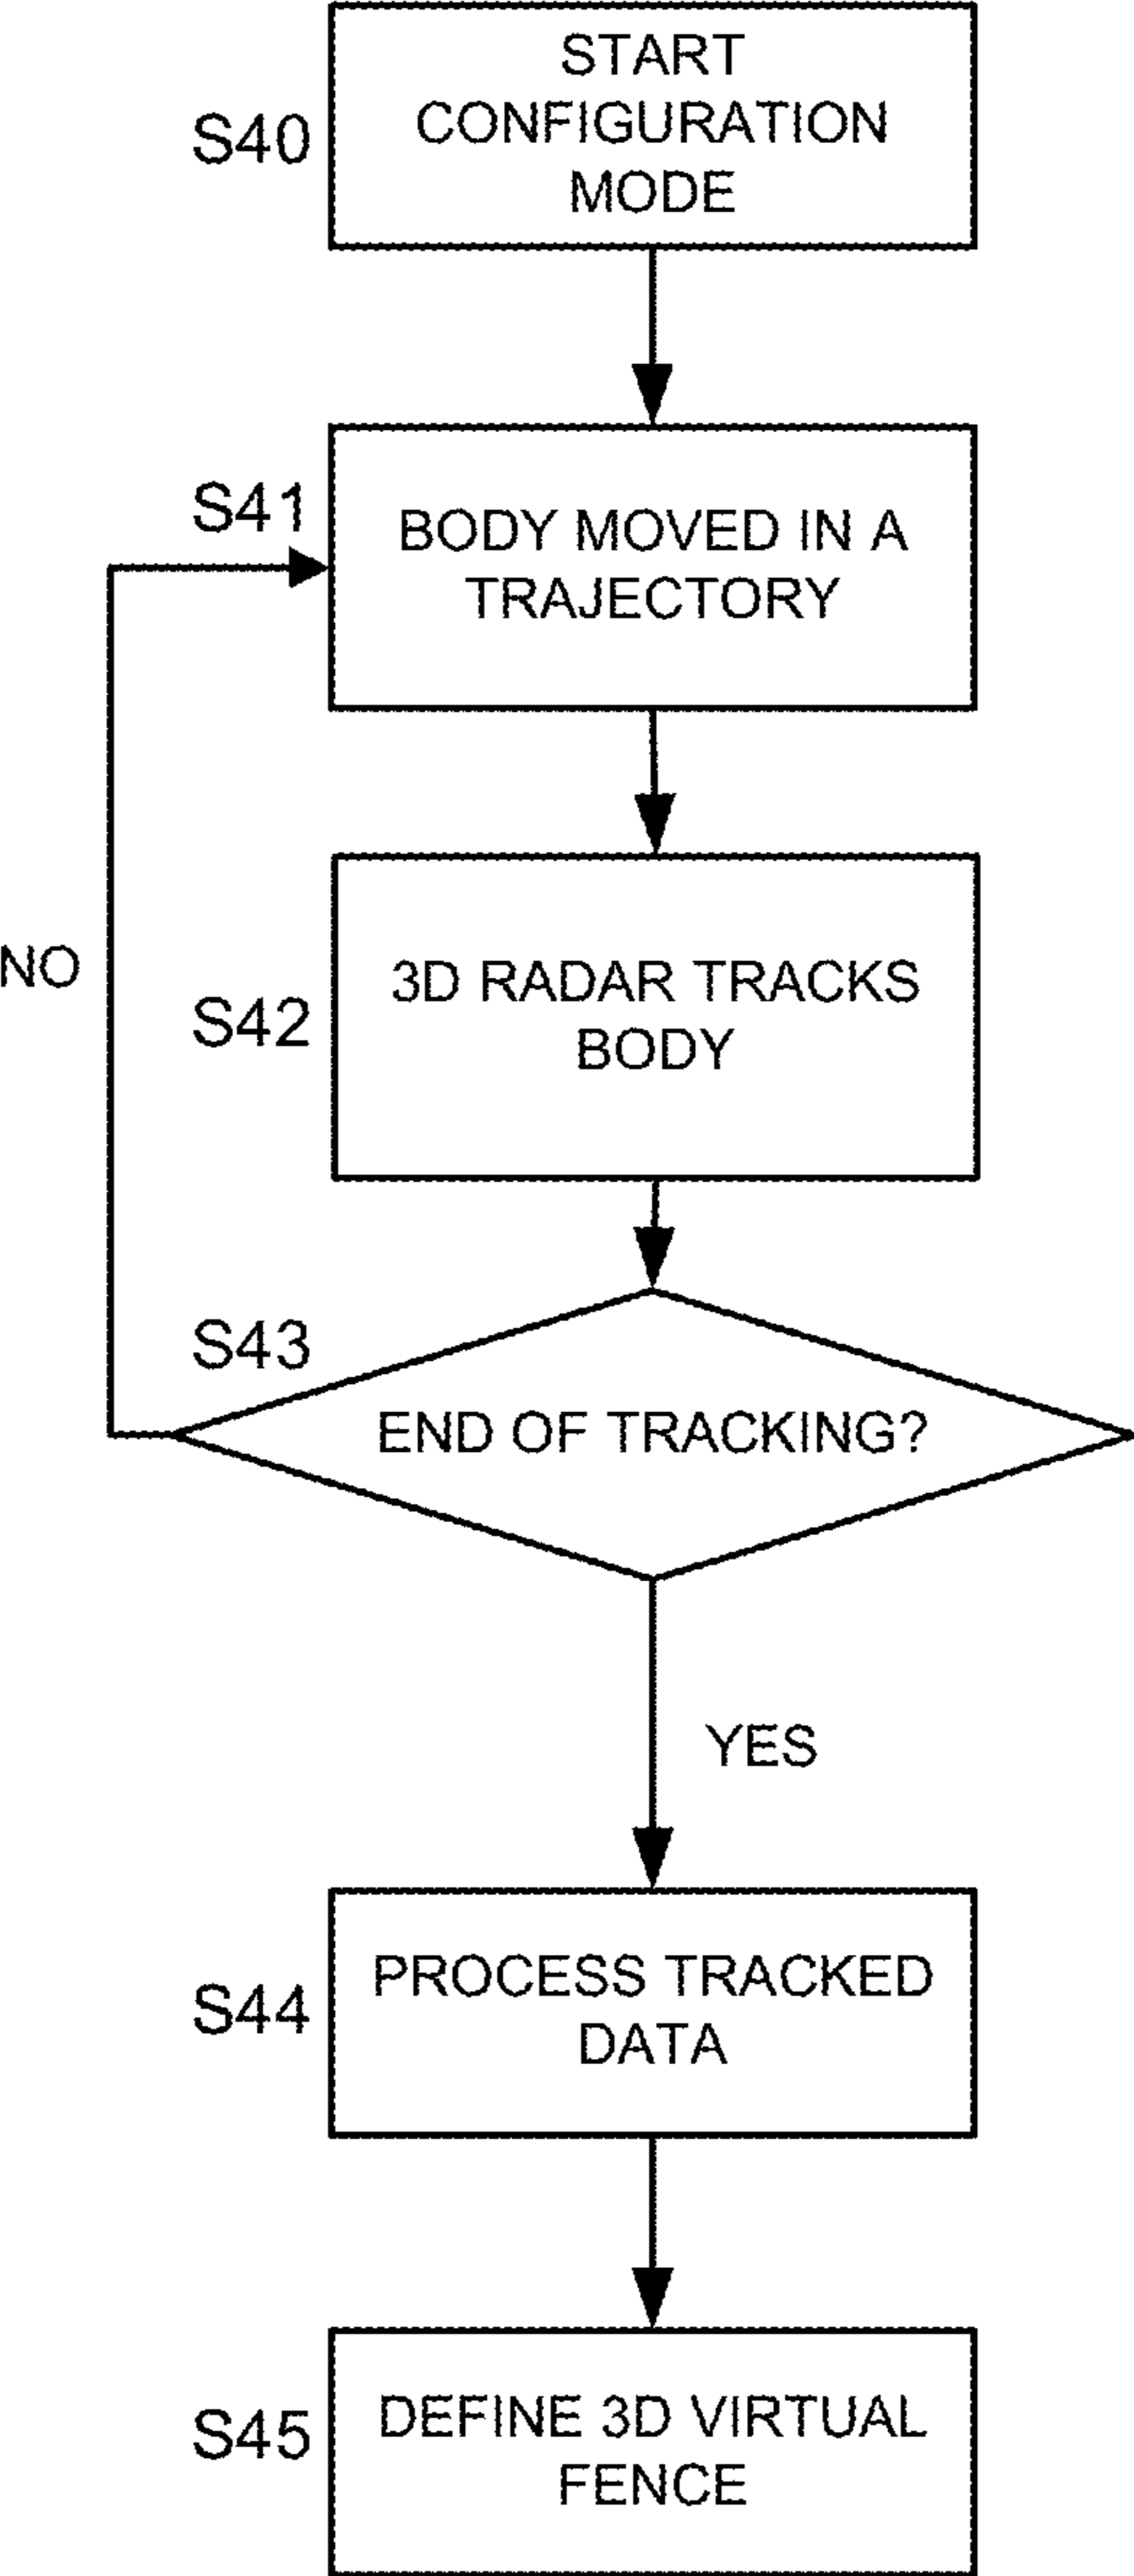 START
CONFIGURATION
MODE
S40
S41
BODY MOVED IN A
TRAJECTORY
NO
S42
3D RADAR TRACKS
BODY
S43
END OF TRACKING?
YES
S44
PROCESS TRACKED
DATA
S45
DEFINE 3D VIRTUAL
FENCE